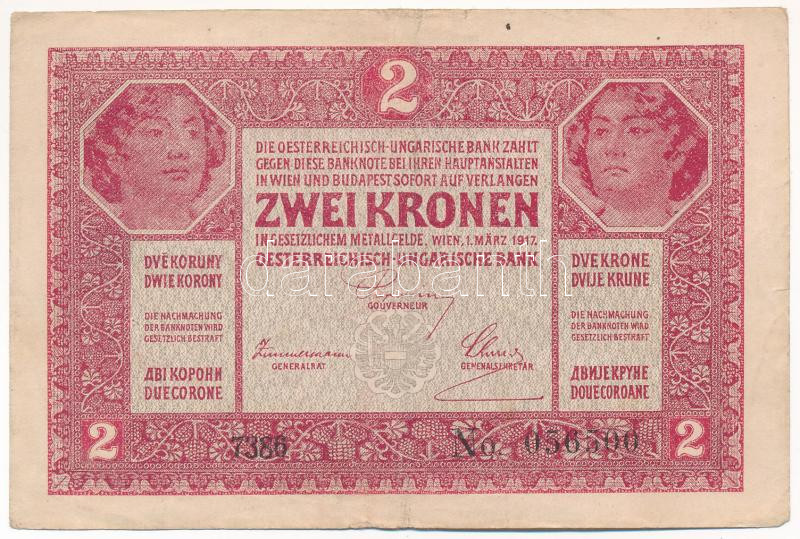 2
DIE OESTERREICHISCH-UNGARISCHE BANK ZAHLT
GEGEN DIESE BANKNOTE BEI IHREN HAUPTANSTALTEN
IN WIEN UND BUDAPEST SOFORT AUF VERLANGEN
ZWEI KRONEN
IN GESETZLICHEM METALLGELDE. WIEN, 1. MÄRZ 1917.
OESTERREICHISCH-UNGARISCHE BANK
darabanth
GOUVERNEUR
Zimmermann
GENERALRAT
GENERALSEKRETÄR
DVĚ KORUNY
DWIE KORONY
DIE NACHMACHUNG
DER BANKNOTEN WIRD
GESETZLICH BESTRAFT
ДВІ КОРОНИ
DUE CORONE
DVE KRONE
DVIJE KRUNE
DIE NACHMACHUNG
DER BANKNOTEN WIRD
GESETZLICH BESTRAFT
ДВИЈЕ КРУНЕ
DOUE COROANE
2
7386
No. 056500
2